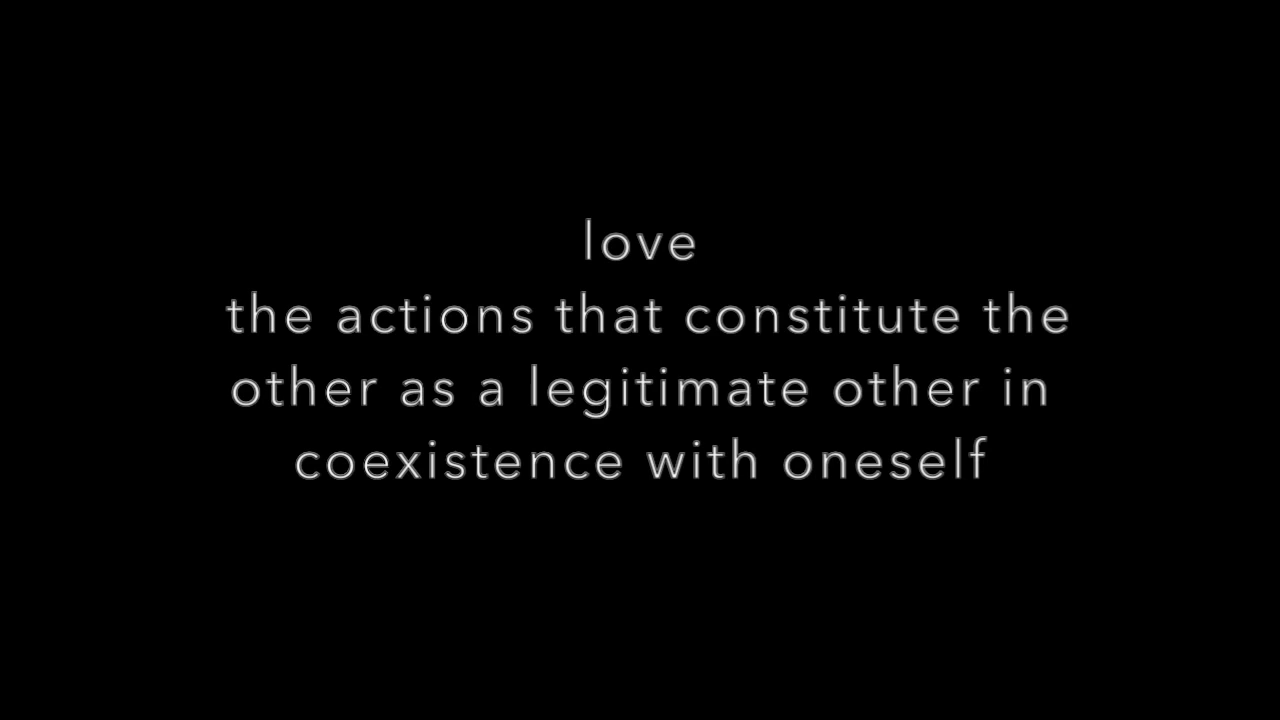 love
the actions that constitute the
other as a legitimate other in
coexistence with oneself